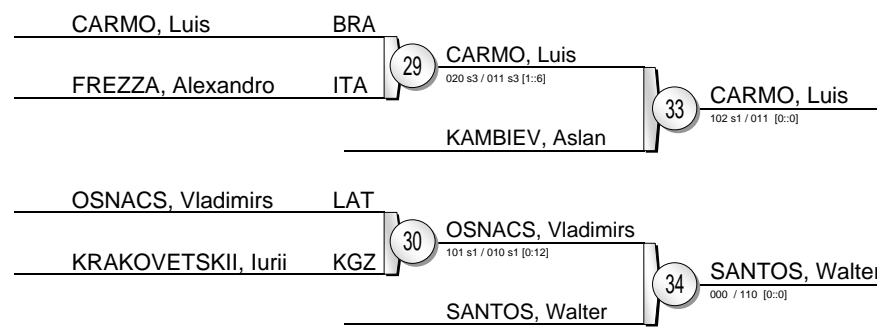 CARMO, Luis BRA
29
CARMO, Luis
020 s3 / 011 s3 [1::6]
FREZZA, Alexandro ITA
33
CARMO, Luis
102 s1 / 011 [0::0]
KAMBIEV, Aslan
OSNACS, Vladimirs LAT
30
OSNACS, Vladimirs
101 s1 / 010 s1 [0:12]
KRAKOVETSKII, Iurii KGZ
34
SANTOS, Walter
000 / 110 [0::0]
SANTOS, Walter